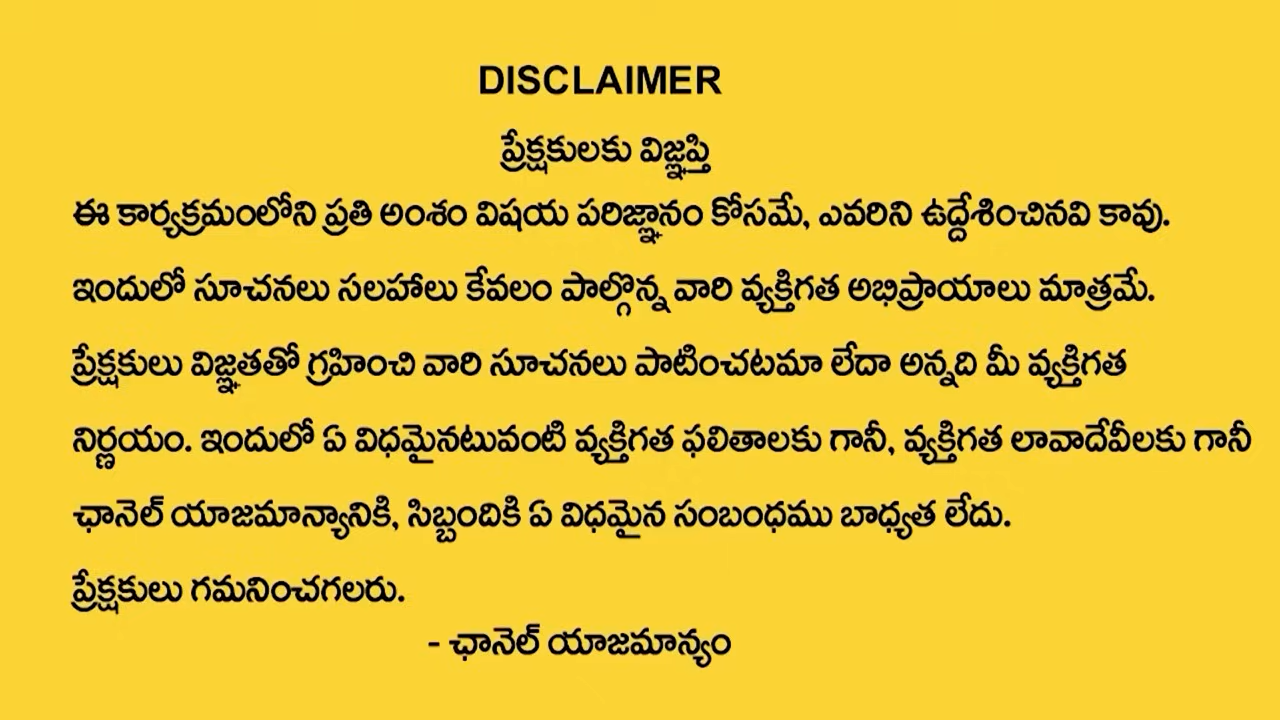 DISCLAIMER
ప్రేక్షకులకు విజ్ఞప్తి
ఈ కార్యక్రమంలోని ప్రతి అంశం విషయ పరిజ్ఞానం కోసమే, ఎవరిని ఉద్దేశించినవి కావు.
ఇందులో సూచనలు సలహాలు కేవలం పాల్గొన్న వారి వ్యక్తిగత అభిప్రాయాలు మాత్రమే.
ప్రేక్షకులు విజ్ఞతతో గ్రహించి వారి సూచనలు పాటించటమా లేదా అన్నది మీ వ్యక్తిగత
నిర్ణయం. ఇందులో ఏ విధమైనటువంటి వ్యక్తిగత ఫలితాలకు గానీ, వ్యక్తిగత లావాదేవీలకు గానీ
ఛానెల్ యాజమాన్యానికి, సిబ్బందికి ఏ విధమైన సంబంధము బాధ్యత లేదు.
ప్రేక్షకులు గమనించగలరు.
- ఛానెల్ యాజమాన్యం